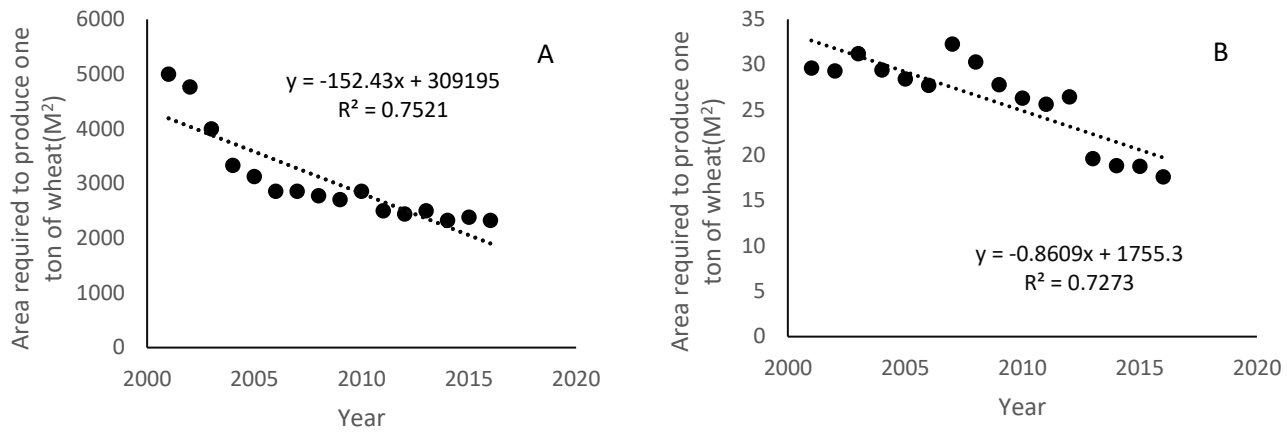 A
y = -152.43x + 309195
R² = 0.7521
Area required to produce one
ton of wheat(M²)
6000
5000
4000
3000
2000
1000
0
2000
2005
2010
2015
2020
Year
B
y = -0.8609x + 1755.3
R² = 0.7273
Area required to produce one
ton of wheat(M²)
35
30
25
20
15
10
5
0
2000
2005
2010
2015
2020
Year